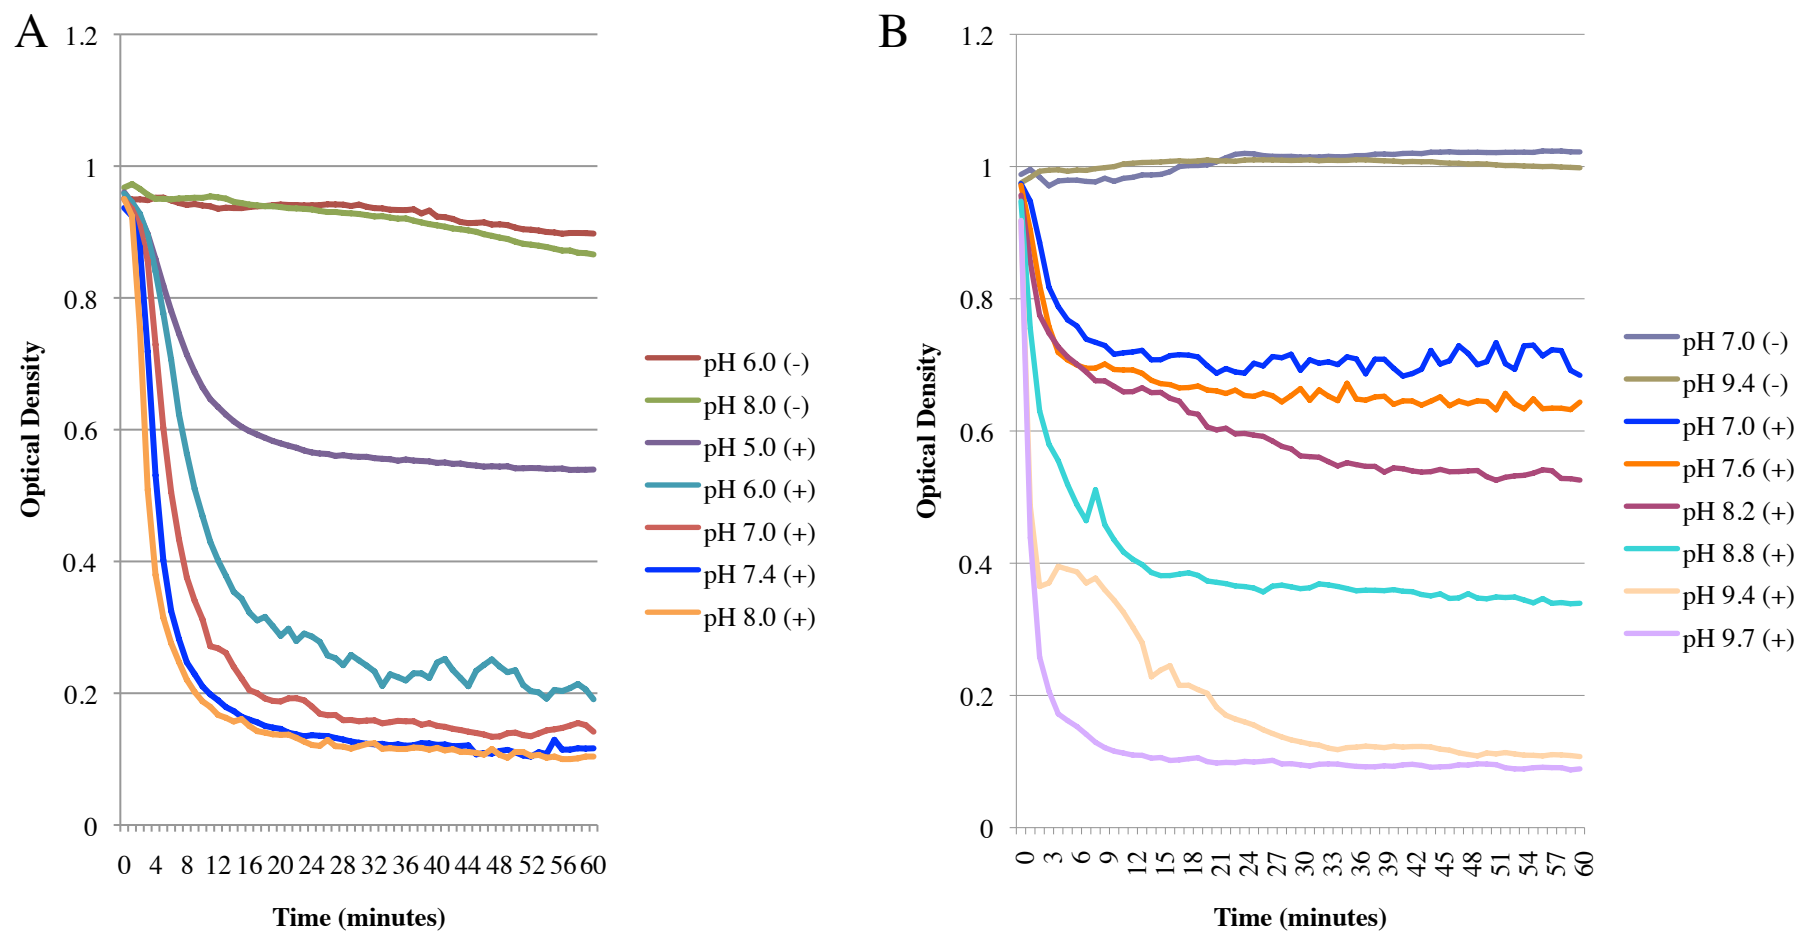 A
1.2
1
0.8
0.6
0.4
0.2
0
Optical Density
0 4 8 12 16 20 24 28 32 36 40 44 48 52 56 60
Time (minutes)
pH 6.0 (-)
pH 8.0 (-)
pH 5.0 (+)
pH 6.0 (+)
pH 7.0 (+)
pH 7.4 (+)
pH 8.0 (+)
B
1.2
1
0.8
0.6
0.4
0.2
0
Optical Density
0 3 6 9 12 15 18 21 24 27 30 33 36 39 42 45 48 51 54 57 60
Time (minutes)
pH 7.0 (-)
pH 9.4 (-)
pH 7.0 (+)
pH 7.6 (+)
pH 8.2 (+)
pH 8.8 (+)
pH 9.4 (+)
pH 9.7 (+)